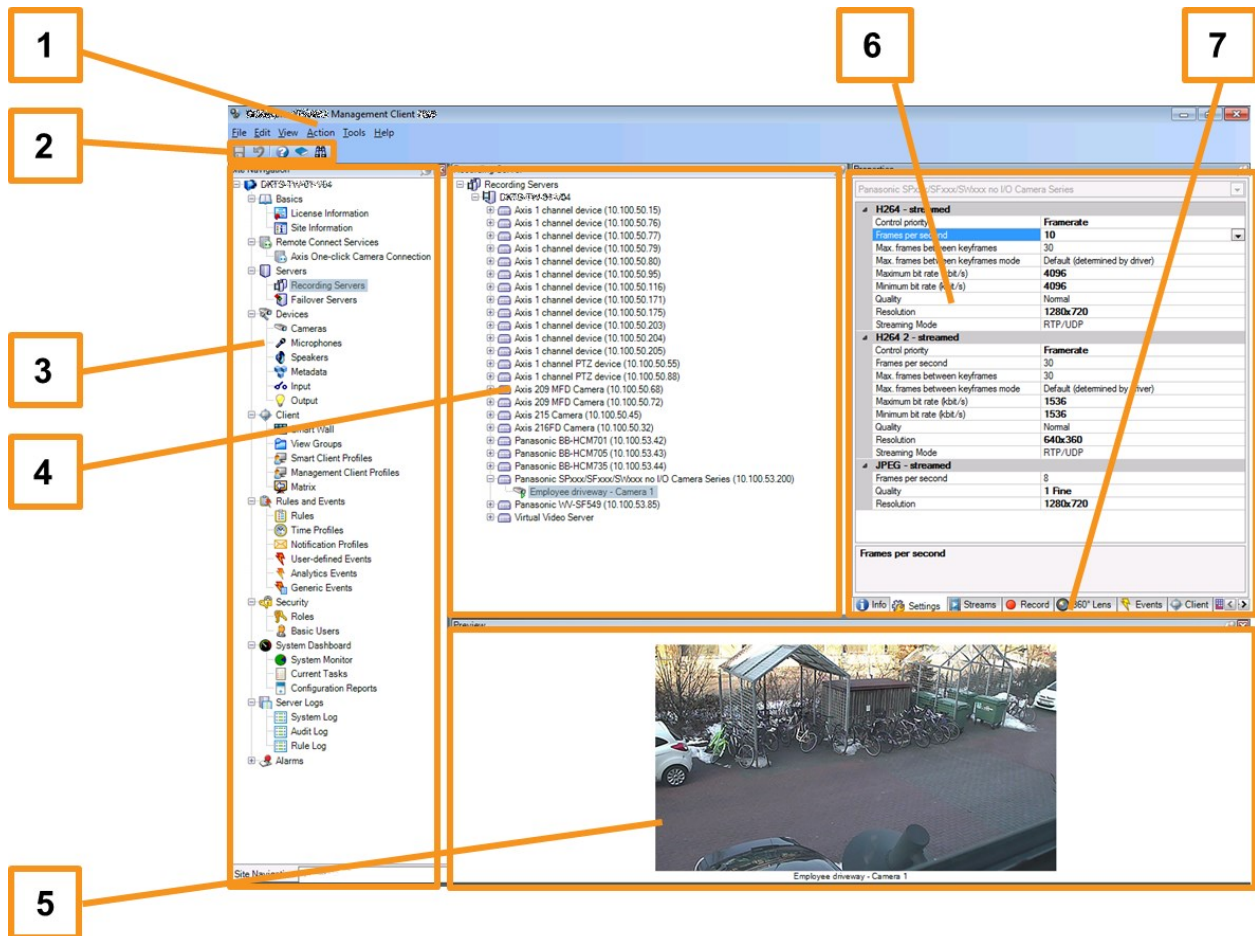 1
6
7
2
3
4
5
Management Client
File Edit View Action Tools Help
Basics
License Information
Site Information
Remote Connect Services
Axis One-click Camera Connection
Servers
Recording Servers
Failover Servers
Devices
Cameras
Microphones
Speakers
Metadata
Input
Output
Client
Smart Wall
View Groups
Smart Client Profiles
Management Client Profiles
Matrix
Rules and Events
Rules
Time Profiles
Notification Profiles
User-defined Events
Analytics Events
Generic Events
Security
Roles
Basic Users
System Dashboard
System Monitor
Current Tasks
Configuration Reports
Server Logs
System Log
Audit Log
Rule Log
Alarms
Site Navigation
Recording Servers
Axis 1 channel device (10.100.50.15)
Axis 1 channel device (10.100.50.76)
Axis 1 channel device (10.100.50.77)
Axis 1 channel device (10.100.50.79)
Axis 1 channel device (10.100.50.80)
Axis 1 channel device (10.100.50.95)
Axis 1 channel device (10.100.50.116)
Axis 1 channel device (10.100.50.171)
Axis 1 channel device (10.100.50.175)
Axis 1 channel device (10.100.50.203)
Axis 1 channel device (10.100.50.204)
Axis 1 channel device (10.100.50.205)
Axis 1 channel PTZ device (10.100.50.55)
Axis 1 channel PTZ device (10.100.50.88)
Axis 209 MFD Camera (10.100.50.68)
Axis 209 MFD Camera (10.100.50.72)
Axis 215 Camera (10.100.50.45)
Axis 216FD Camera (10.100.50.32)
Panasonic BB-HCM701 (10.100.53.42)
Panasonic BB-HCM705 (10.100.53.43)
Panasonic BB-HCM735 (10.100.53.44)
Panasonic SPxxx/SFxxx/SWxxx no I/O Camera Series (10.100.53.200)
Employee driveway - Camera 1
Panasonic WV-SF549 (10.100.53.85)
Virtual Video Server
Panasonic SPxxx/SFxxx/SWxxx no I/O Camera Series
H264 - streamed
Control priority Framerate
Frames per second 10
Max. frames between keyframes 30
Max. frames between keyframes mode Default (determined by driver)
Maximum bit rate (kbit/s) 4096
Minimum bit rate (kbit/s) 4096
Quality Normal
Resolution 1280x720
Streaming Mode RTP/UDP
H264 2 - streamed
Control priority Framerate
Frames per second 30
Max. frames between keyframes 30
Max. frames between keyframes mode Default (determined by driver)
Maximum bit rate (kbit/s) 1536
Minimum bit rate (kbit/s) 1536
Quality Normal
Resolution 640x360
Streaming Mode RTP/UDP
JPEG - streamed
Frames per second 8
Quality 1 Fine
Resolution 1280x720
Frames per second
Info Settings Streams Record 360° Lens Events Client
Preview
Employee driveway - Camera 1